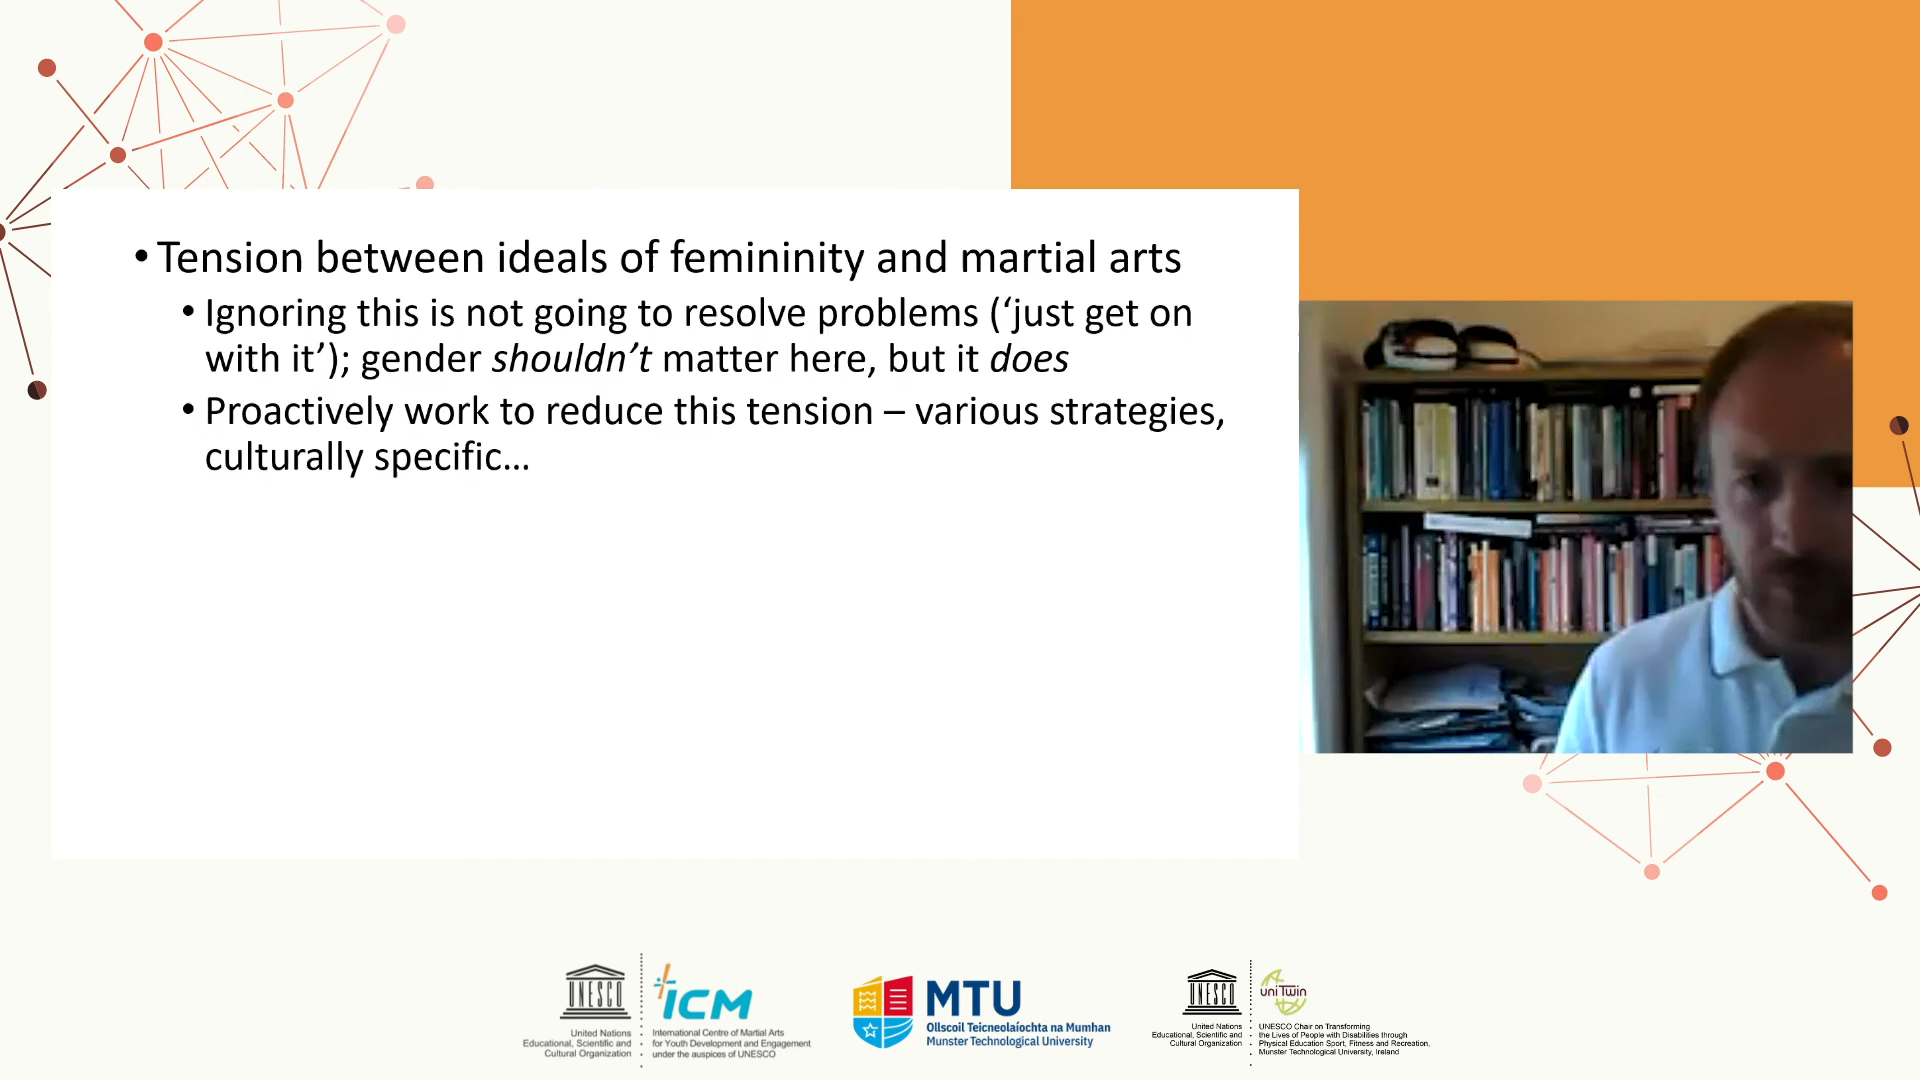 • Tension between ideals of femininity and martial arts
• Ignoring this is not going to resolve problems (‘just get on
with it’); gender shouldn’t matter here, but it does
• Proactively work to reduce this tension – various strategies,
culturally specific…
UNESCO
United Nations
Educational, Scientific and
Cultural Organization
ICM
International Centre of Martial Arts
for Youth Development and Engagement
under the auspices of UNESCO
MTU
Ollscoil Teicneolaíochta na Mumhan
Munster Technological University
UNESCO
United Nations
Educational, Scientific and
Cultural Organization
uniTwin
UNESCO Chair on Transforming
the Lives of People with Disabilities through
Physical Education Sport, Fitness and Recreation,
Munster Technological University, Ireland